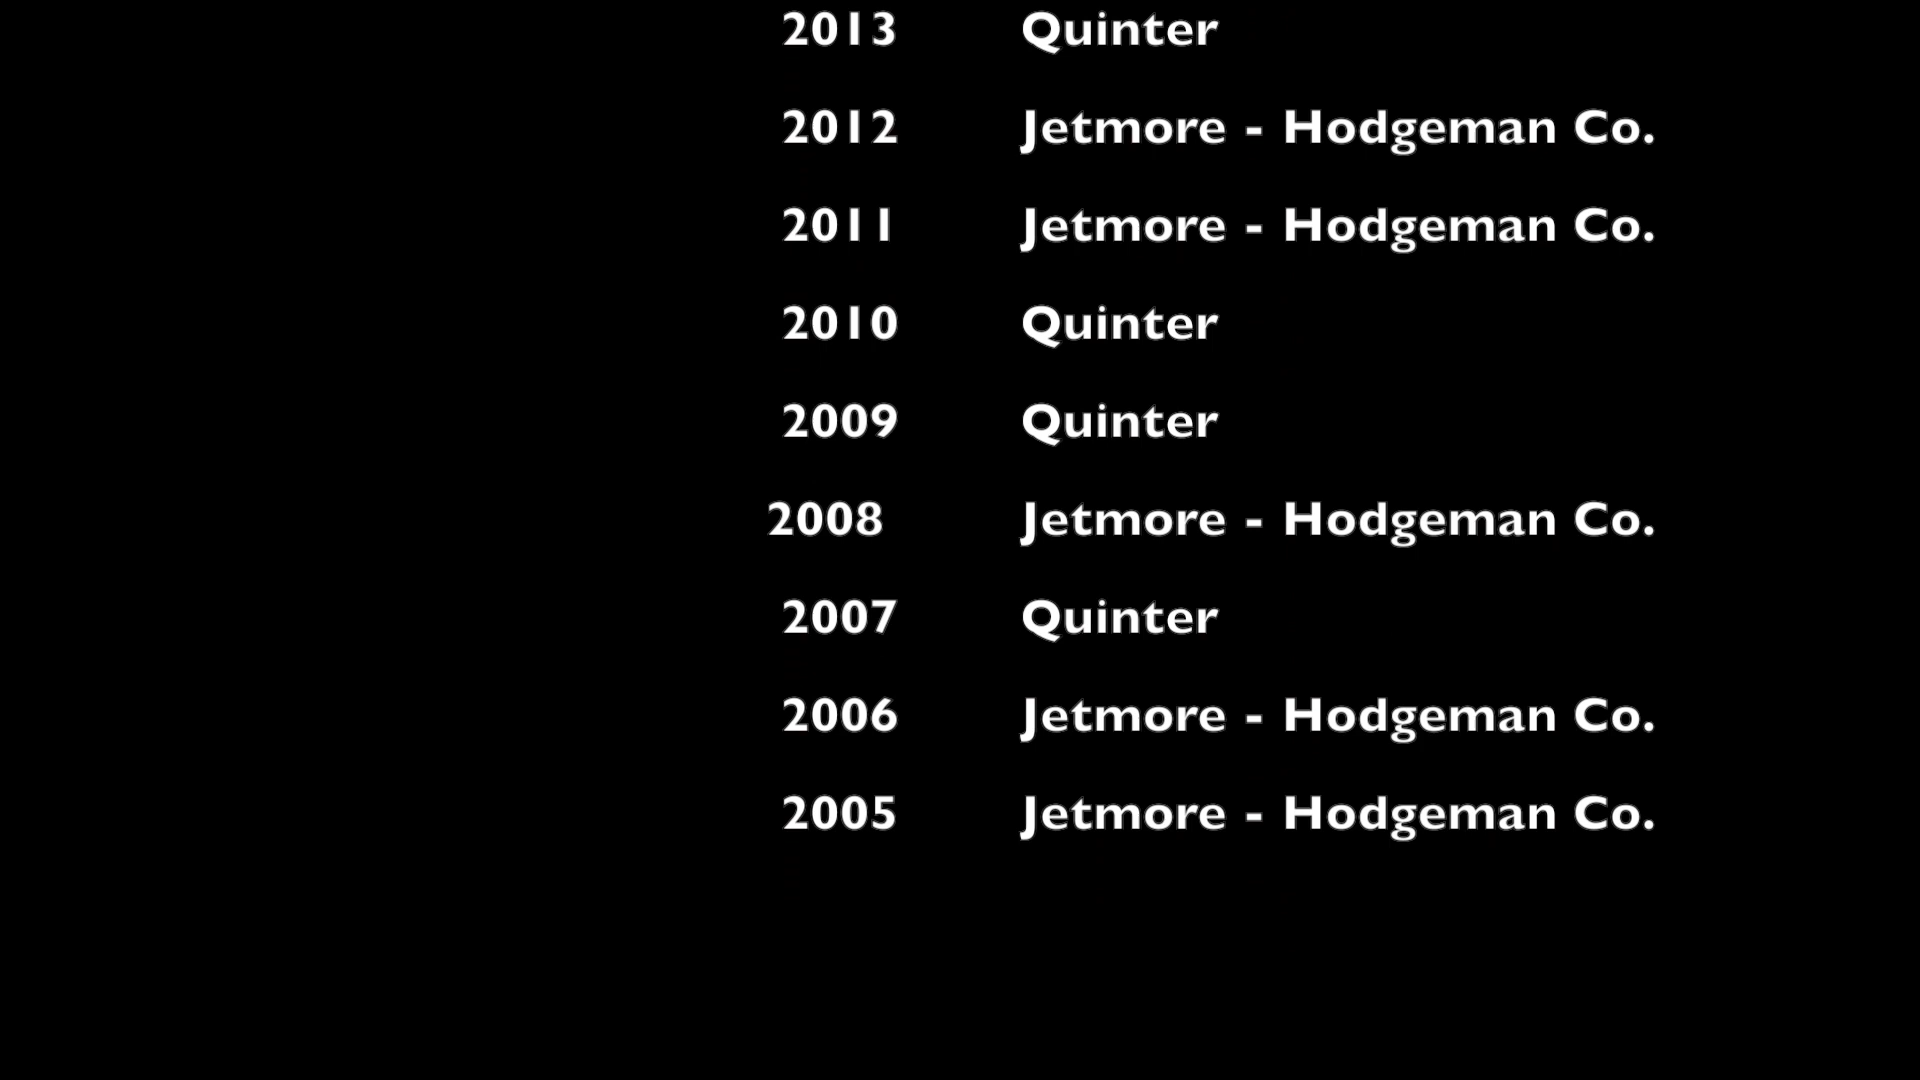 2013 Quinter
2012 Jetmore - Hodgeman Co.
2011 Jetmore - Hodgeman Co.
2010 Quinter
2009 Quinter
2008 Jetmore - Hodgeman Co.
2007 Quinter
2006 Jetmore - Hodgeman Co.
2005 Jetmore - Hodgeman Co.